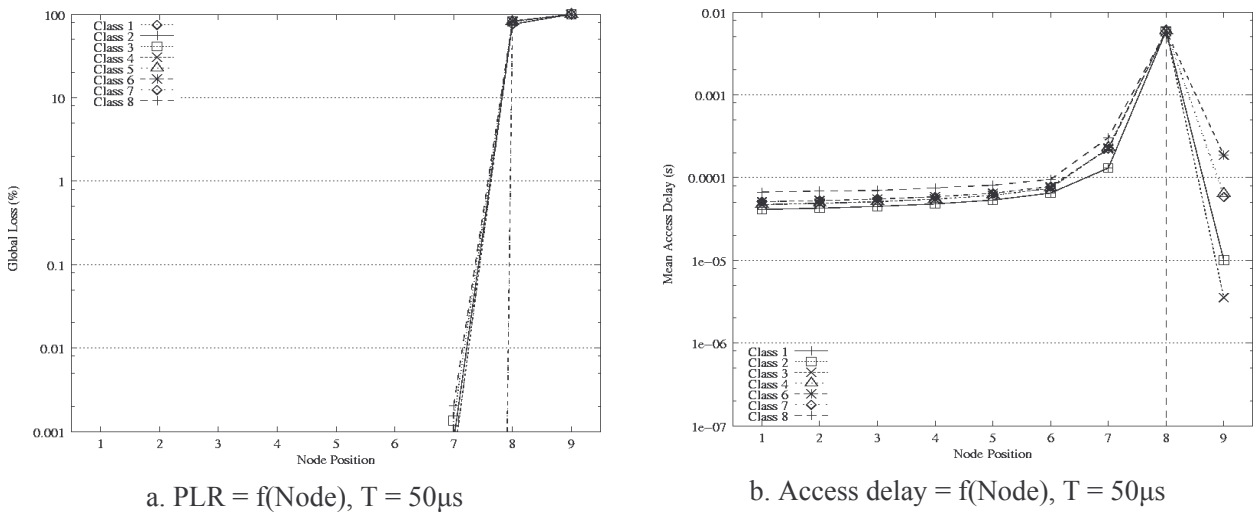 100
10
1
0.1
0.01
0.001
Global Loss (%)
Class 1
Class 2
Class 3
Class 4
Class 5
Class 6
Class 7
Class 8
1 2 3 4 5 6 7 8 9
Node Position
a. PLR = f(Node), T = 50μs
0.01
0.001
0.0001
1e-05
1e-06
1e-07
Mean Access Delay (s)
Class 1
Class 2
Class 3
Class 4
Class 6
Class 7
Class 8
1 2 3 4 5 6 7 8 9
Node Position
b. Access delay = f(Node), T = 50μs